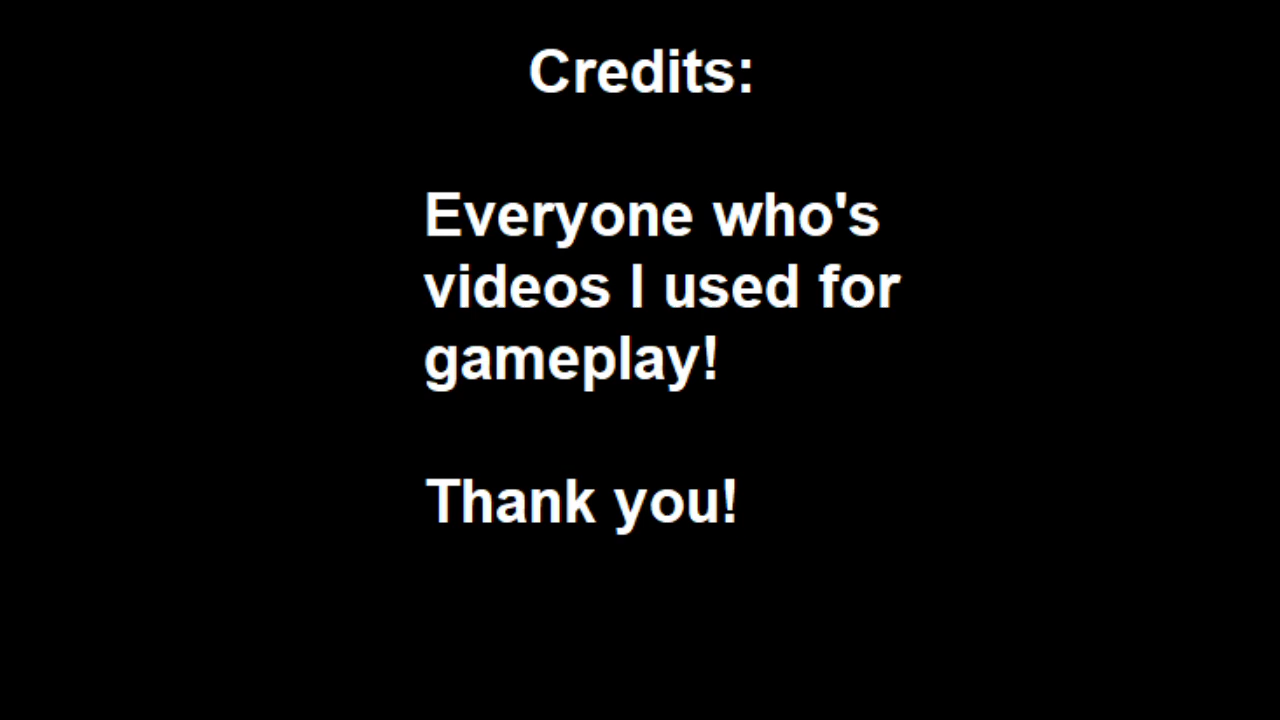 Credits:
Everyone who's
videos I used for
gameplay!
Thank you!